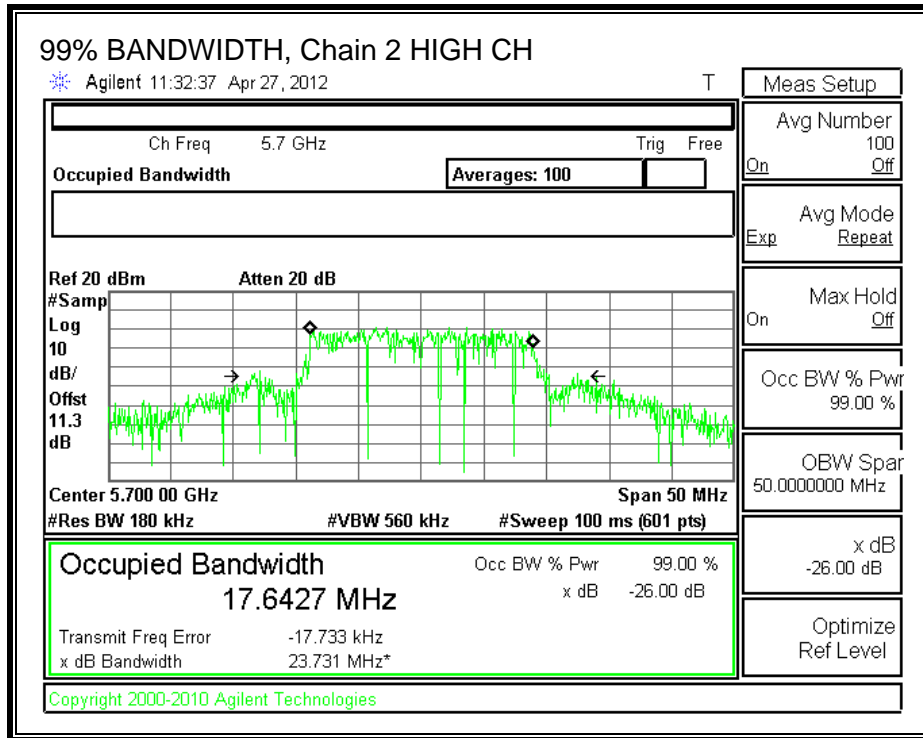 99% BANDWIDTH, Chain 2 HIGH CH
Agilent 11:32:37 Apr 27, 2012 T
Ch Freq 5.7 GHz Trig Free
Occupied Bandwidth Averages: 100
Ref 20 dBm Atten 20 dB
#Samp
Log
10
dB/
Offst
11.3
dB
Center 5.700 00 GHz Span 50 MHz
#Res BW 180 kHz #VBW 560 kHz #Sweep 100 ms (601 pts)
Occupied Bandwidth
17.6427 MHz
Occ BW % Pwr 99.00 %
x dB -26.00 dB
Transmit Freq Error -17.733 kHz
x dB Bandwidth 23.731 MHz*
Copyright 2000-2010 Agilent Technologies
Meas Setup
Avg Number
100
On Off
Avg Mode
Exp Repeat
Max Hold
On Off
Occ BW % Pwr
99.00 %
OBW Span
50.0000000 MHz
x dB
-26.00 dB
Optimize
Ref Level